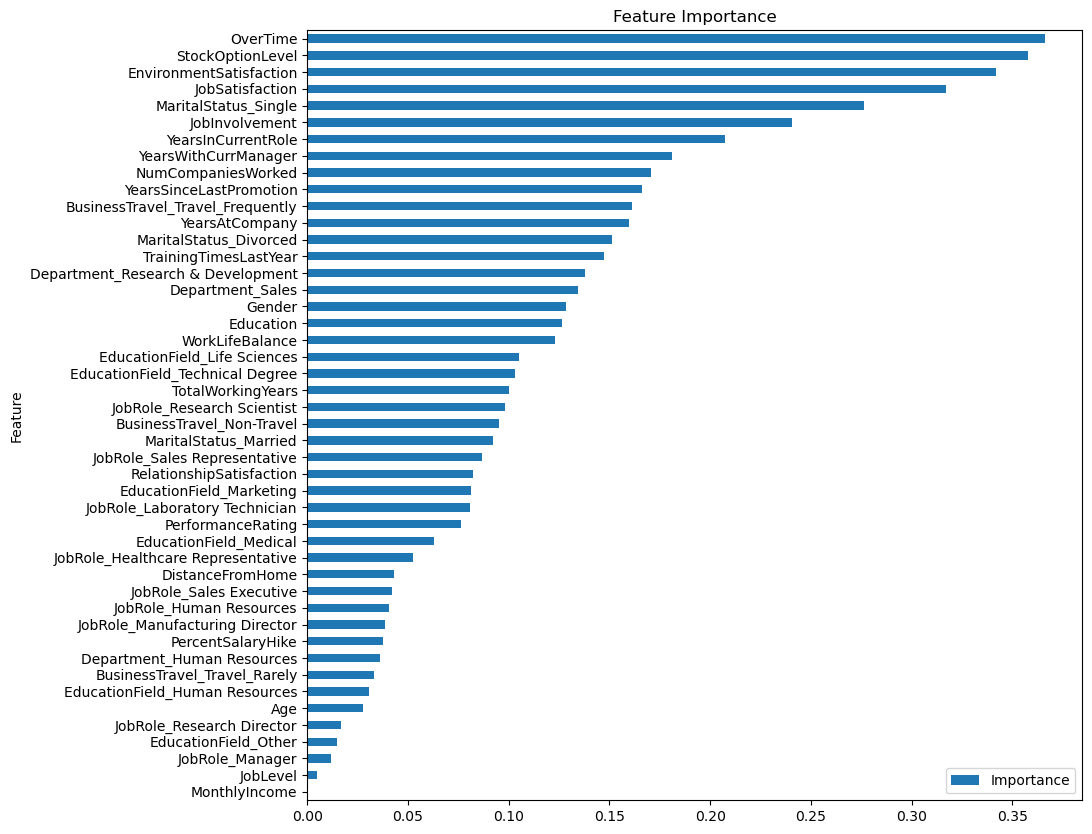 Feature Importance
OverTime
StockOptionLevel
EnvironmentSatisfaction
JobSatisfaction
MaritalStatus_Single
JobInvolvement
YearsInCurrentRole
YearsWithCurrManager
NumCompaniesWorked
YearsSinceLastPromotion
BusinessTravel_Travel_Frequently
YearsAtCompany
MaritalStatus_Divorced
TrainingTimesLastYear
Department_Research & Development
Department_Sales
Gender
Education
WorkLifeBalance
EducationField_Life Sciences
EducationField_Technical Degree
TotalWorkingYears
JobRole_Research Scientist
BusinessTravel_Non-Travel
MaritalStatus_Married
JobRole_Sales Representative
RelationshipSatisfaction
EducationField_Marketing
JobRole_Laboratory Technician
PerformanceRating
EducationField_Medical
JobRole_Healthcare Representative
DistanceFromHome
JobRole_Sales Executive
JobRole_Human Resources
JobRole_Manufacturing Director
PercentSalaryHike
Department_Human Resources
BusinessTravel_Travel_Rarely
EducationField_Human Resources
Age
JobRole_Research Director
EducationField_Other
JobRole_Manager
JobLevel
MonthlyIncome
Feature
Importance
0.00 0.05 0.10 0.15 0.20 0.25 0.30 0.35